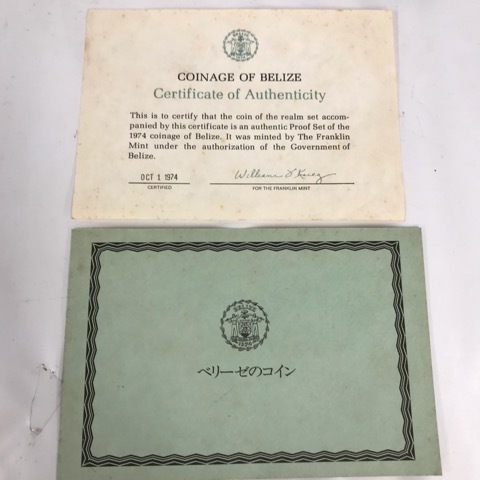 COINAGE OF BELIZE
Certificate of Authenticity
This is to certify that the coin of the realm set accom-
panied by this certificate is an authentic Proof Set of the
1974 coinage of Belize. It was minted by The Franklin
Mint under the authorization of the Government of
Belize.
OCT 1 1974
CERTIFIED
FOR THE FRANKLIN MINT
BELIZE
ベリーゼのコイン